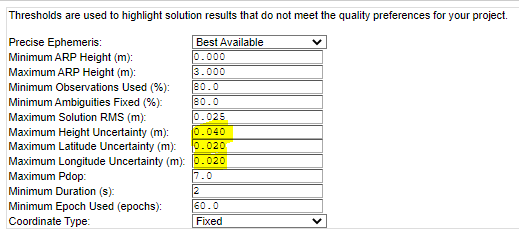 Thresholds are used to highlight solution results that do not meet the quality preferences for your project.
Precise Ephemeris: Best Available
Minimum ARP Height (m): 0.000
Maximum ARP Height (m): 3.000
Minimum Observations Used (%): 80.0
Minimum Ambiguities Fixed (%): 80.0
Maximum Solution RMS (m): 0.025
Maximum Height Uncertainty (m): 0.040
Maximum Latitude Uncertainty (m): 0.020
Maximum Longitude Uncertainty (m): 0.020
Maximum Pdop: 7.0
Minimum Duration (s): 2
Minimum Epoch Used (epochs): 60.0
Coordinate Type: Fixed